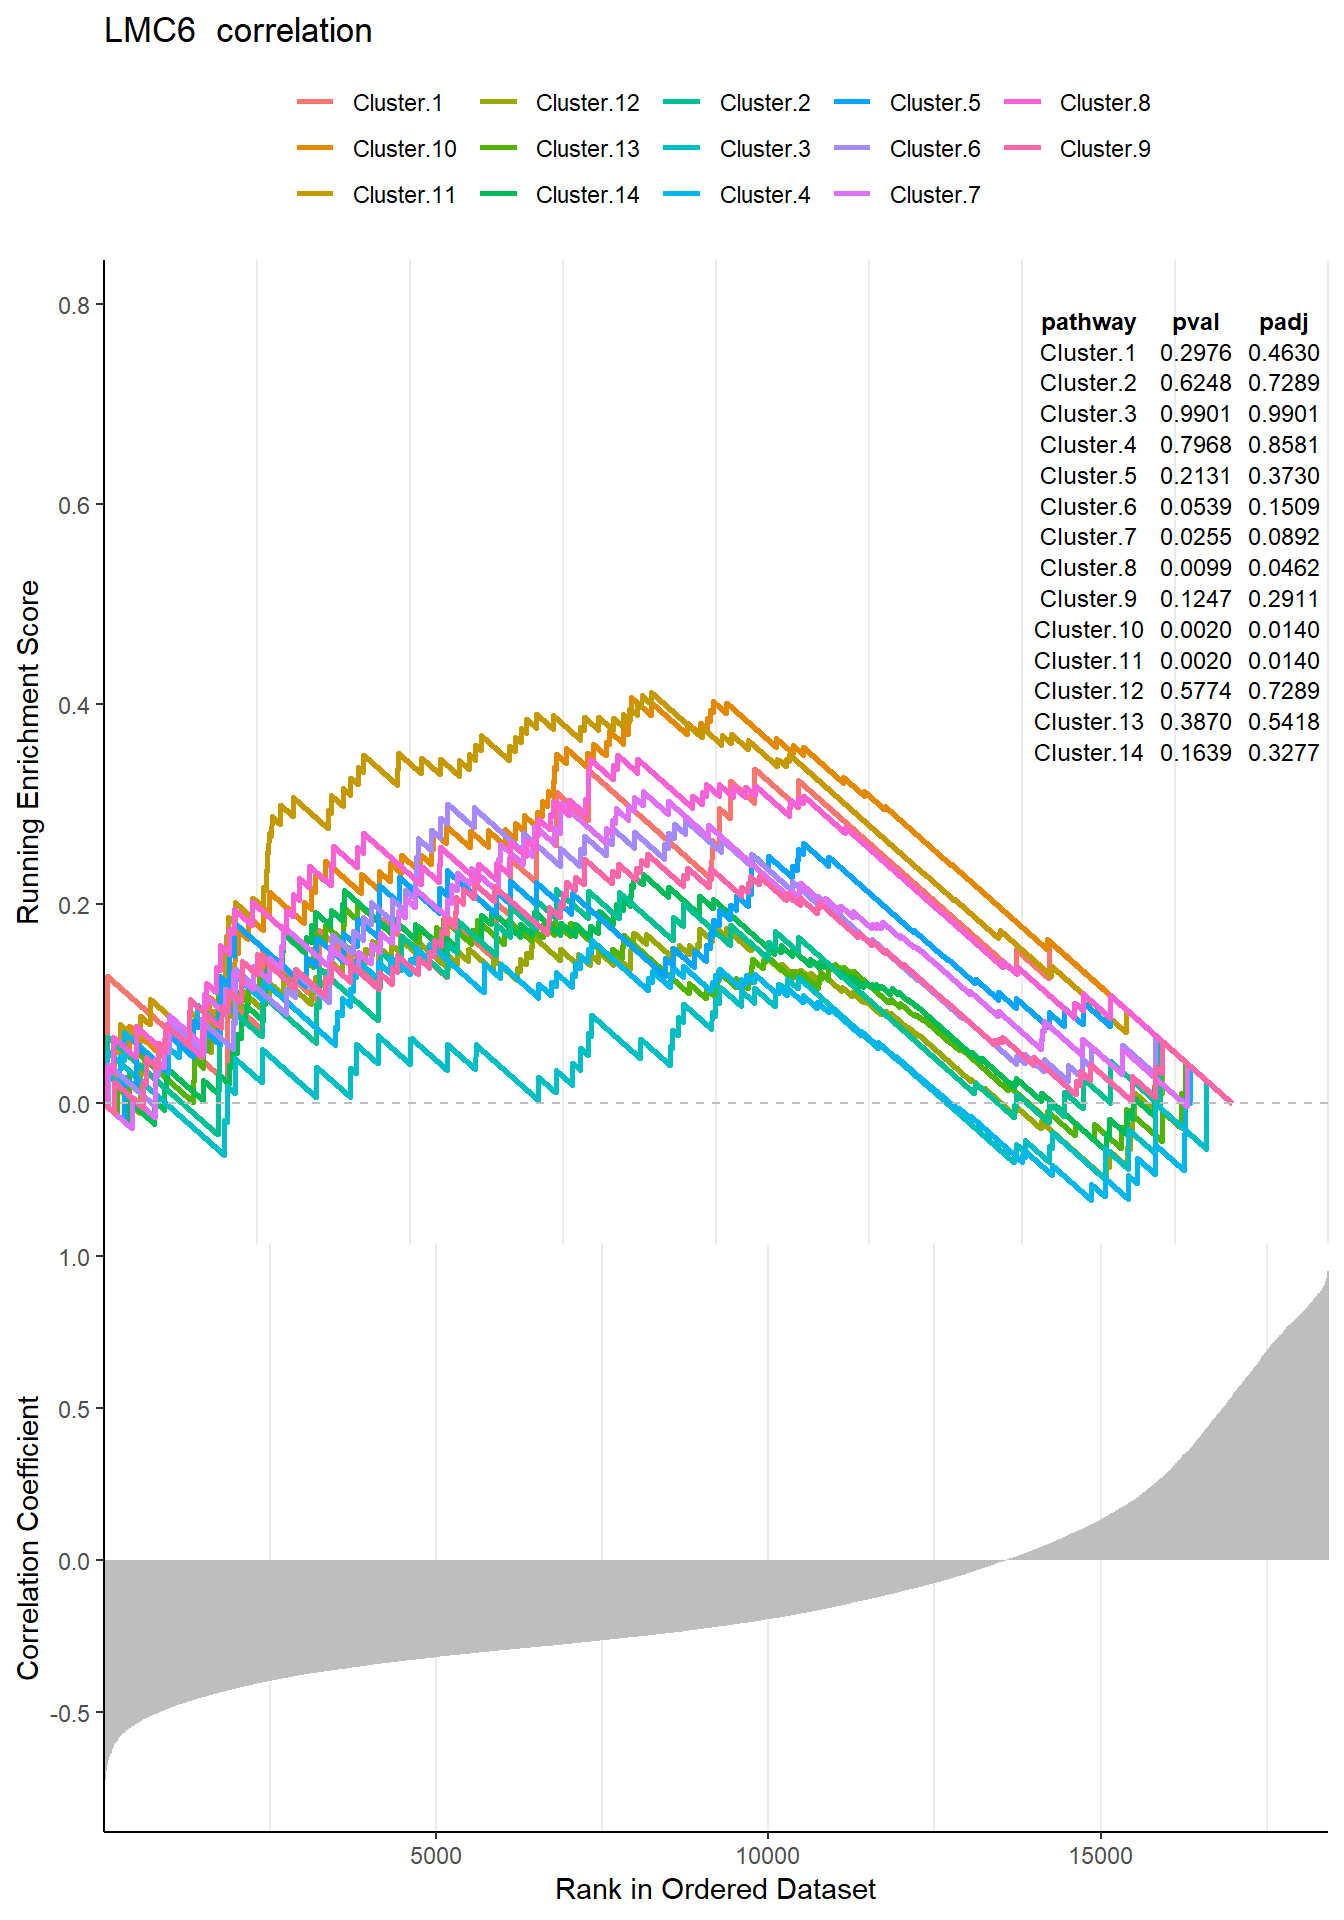 LMC6  correlation
Cluster.1 Cluster.12 Cluster.2 Cluster.5 Cluster.8
Cluster.10 Cluster.13 Cluster.3 Cluster.6 Cluster.9
Cluster.11 Cluster.14 Cluster.4 Cluster.7
Running Enrichment Score
0.8
0.6
0.4
0.2
0.0
pathway pval padj
Cluster.1 0.2976 0.4630
Cluster.2 0.6248 0.7289
Cluster.3 0.9901 0.9901
Cluster.4 0.7968 0.8581
Cluster.5 0.2131 0.3730
Cluster.6 0.0539 0.1509
Cluster.7 0.0255 0.0892
Cluster.8 0.0099 0.0462
Cluster.9 0.1247 0.2911
Cluster.10 0.0020 0.0140
Cluster.11 0.0020 0.0140
Cluster.12 0.5774 0.7289
Cluster.13 0.3870 0.5418
Cluster.14 0.1639 0.3277
Correlation Coefficient
1.0
0.5
0.0
-0.5
5000 10000 15000
Rank in Ordered Dataset